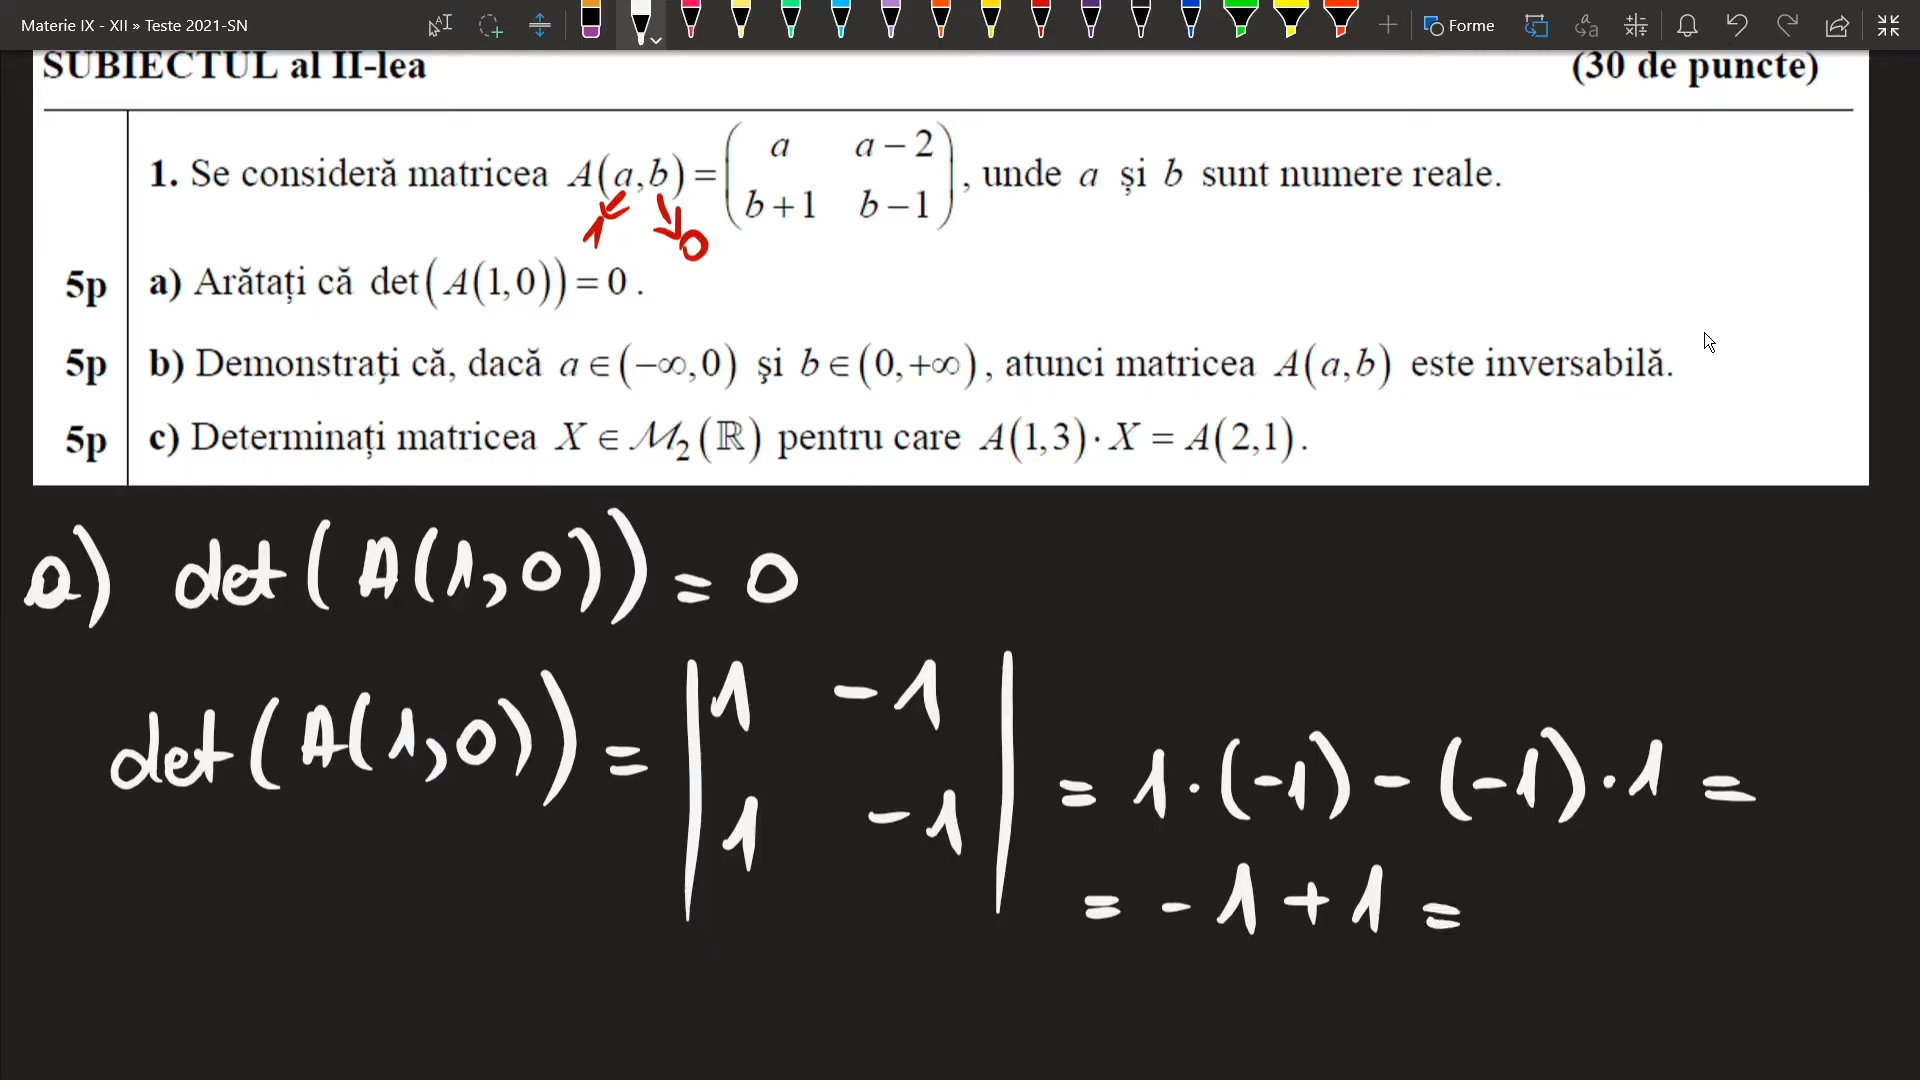 Materie IX - XII » Teste 2021-SN
Forme
SUBIECTUL al II-lea (30 de puncte)
1. Se consideră matricea A(a,b) = ( a a − 2 ; b + 1 b − 1 ), unde a și b sunt numere reale.
1 0
5p a) Arătați că det(A(1,0)) = 0.
5p b) Demonstrați că, dacă a ∈ (−∞,0) și b ∈ (0,+∞), atunci matricea A(a,b) este inversabilă.
5p c) Determinați matricea X ∈ M₂(ℝ) pentru care A(1,3) · X = A(2,1).
a) det(A(1,0)) = 0
det(A(1,0)) = | 1 -1 ; 1 -1 | = 1·(-1) - (-1)·1 =
= -1 + 1 =